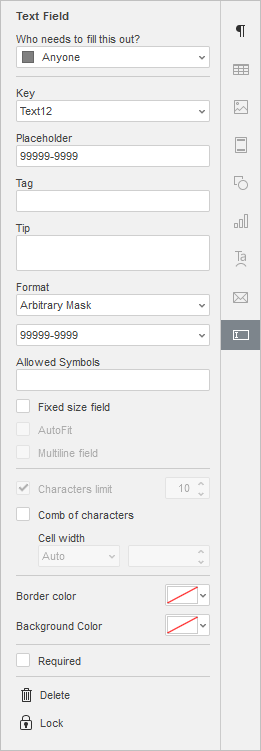 Text Field
Who needs to fill this out?
Anyone
Key
Text12
Placeholder
99999-9999
Tag
Tip
Format
Arbitrary Mask
99999-9999
Allowed Symbols
Fixed size field
AutoFit
Multiline field
Characters limit 10
Comb of characters
Cell width
Auto
Border color
Background Color
Required
Delete
Lock
¶
Ta